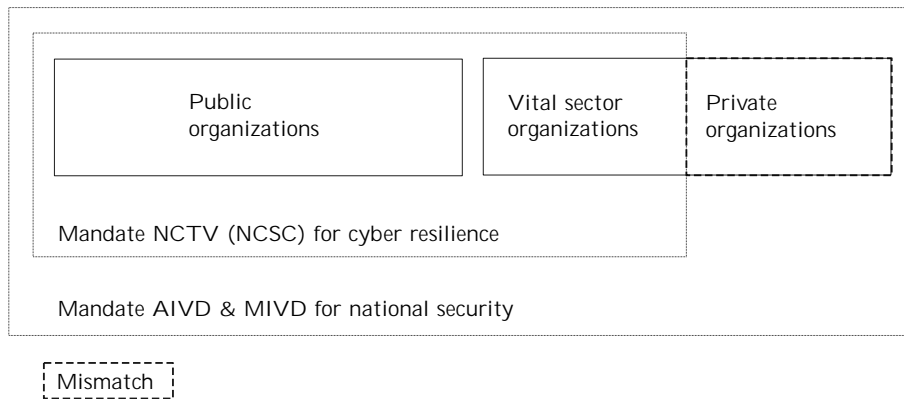 Public
organizations
Vital sector
organizations
Private
organizations
Mandate NCTV (NCSC) for cyber resilience
Mandate AIVD & MIVD for national security
Mismatch